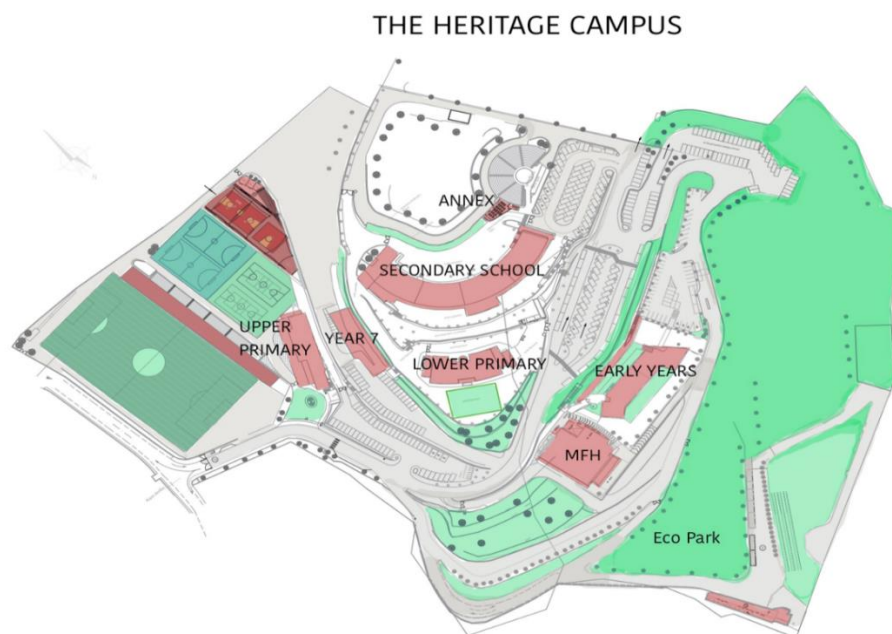 THE HERITAGE CAMPUS
ANNEX
SECONDARY SCHOOL
UPPER
PRIMARY
YEAR 7
LOWER PRIMARY
EARLY YEARS
MFH
Eco Park